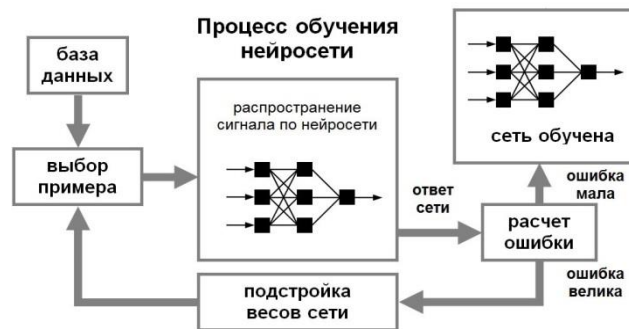 Процесс обучения
нейросети
база
данных
выбор
примера
распространение
сигнала по нейросети
ответ
сети
расчет
ошибки
ошибка
мала
сеть обучена
ошибка
велика
подстройка
весов сети